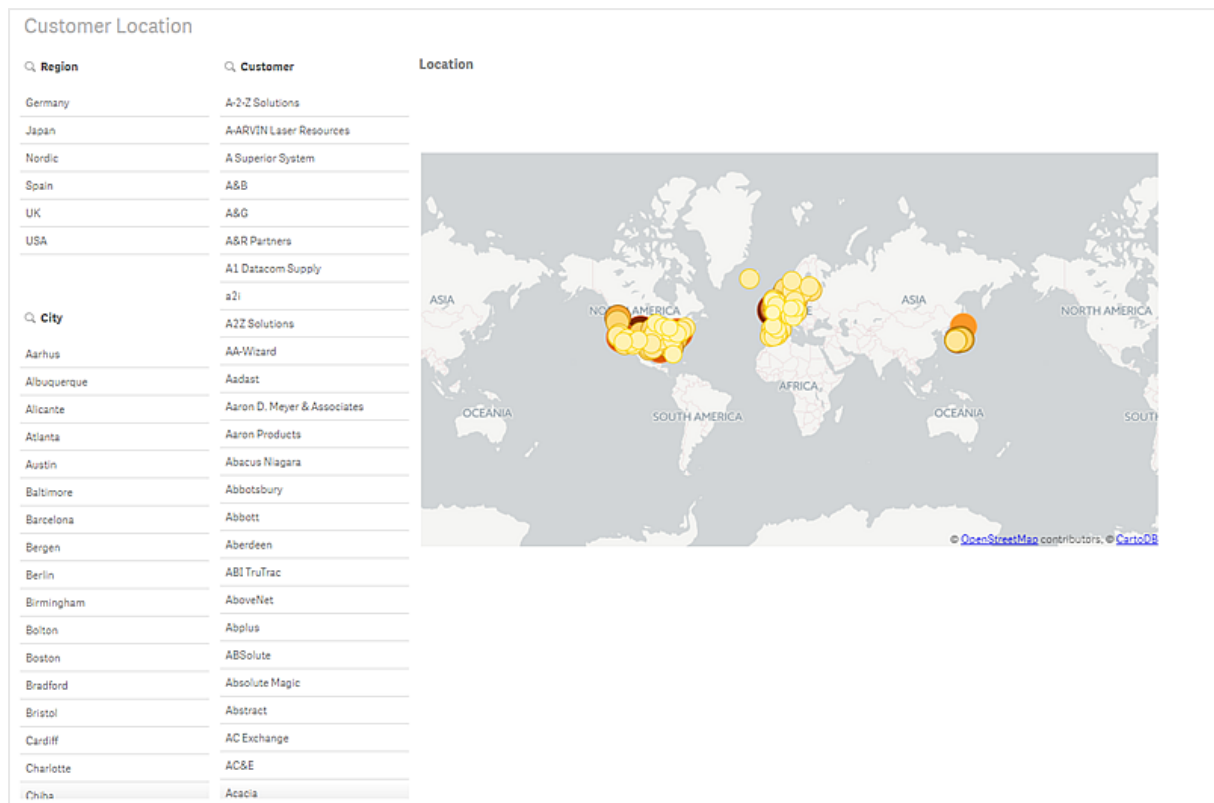 Customer Location
Region
Germany
Japan
Nordic
Spain
UK
USA
City
Aarhus
Albuquerque
Alicante
Atlanta
Austin
Baltimore
Barcelona
Bergen
Berlin
Birmingham
Bolton
Boston
Bradford
Bristol
Cardiff
Charlotte
Chiba
Customer
A-2-Z Solutions
A-ARVIN Laser Resources
A Superior System
A&B
A&G
A&R Partners
A1 Datacom Supply
a2i
A2Z Solutions
AA-Wizard
Aadast
Aaron D. Meyer & Associates
Aaron Products
Abacus Niagara
Abbotsbury
Abbott
Aberdeen
ABI TruTrac
AboveNet
Abplus
ABSolute
Absolute Magic
Abstract
AC Exchange
AC&E
Acacia
Location
ASIA
NORTH AMERICA
ASIA
NORTH AMERICA
AFRICA
OCEANIA
SOUTH AMERICA
OCEANIA
SOUTH
© OpenStreetMap contributors, © CartoDB